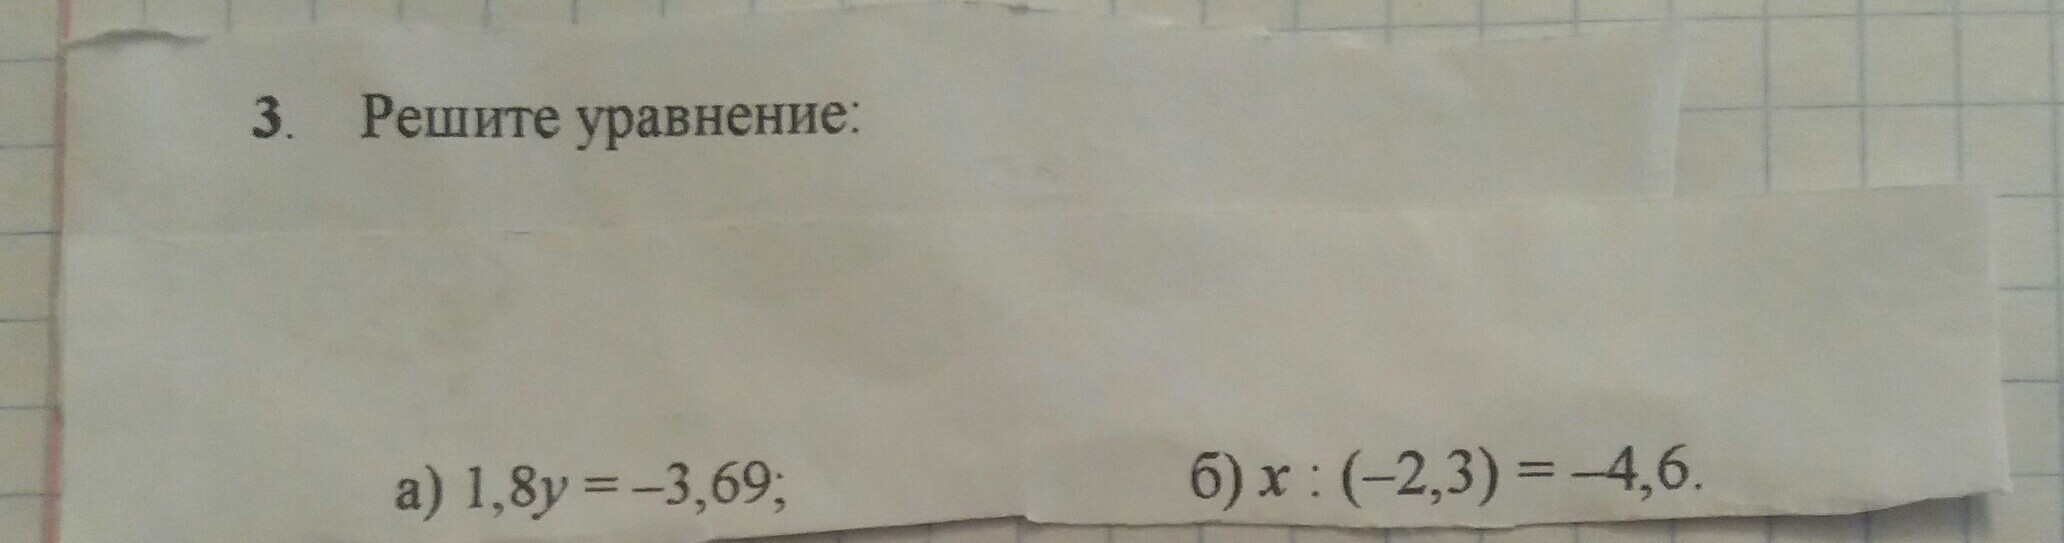 3. Решите уравнение:
а) 1,8y = –3,69; б) x : (–2,3) = –4,6.